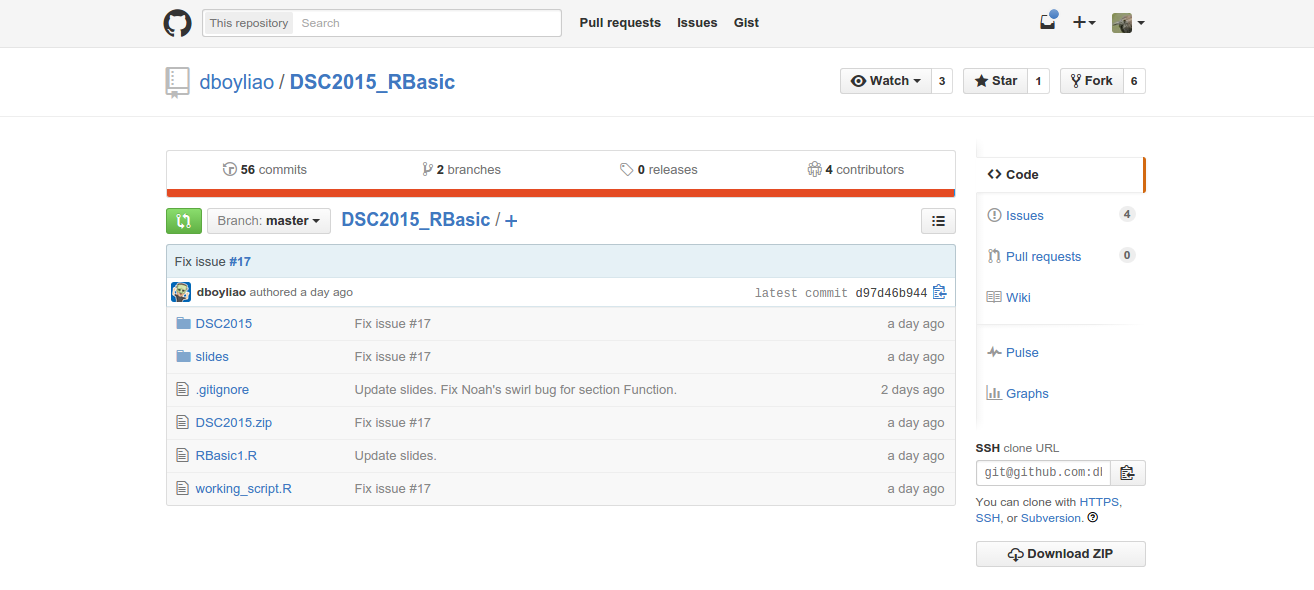 This repository Search Pull requests Issues Gist
dboyliao / DSC2015_RBasic Watch 3 Star 1 Fork 6
56 commits 2 branches 0 releases 4 contributors
Branch: master DSC2015_RBasic / +
Fix issue #17
dboyliao authored a day ago latest commit d97d46b944
DSC2015 Fix issue #17 a day ago
slides Fix issue #17 a day ago
.gitignore Update slides. Fix Noah's swirl bug for section Function. 2 days ago
DSC2015.zip Fix issue #17 a day ago
RBasic1.R Update slides. a day ago
working_script.R Fix issue #17 a day ago
Code
Issues 4
Pull requests 0
Wiki
Pulse
Graphs
SSH clone URL
git@github.com:dl
You can clone with HTTPS,
SSH, or Subversion.
Download ZIP